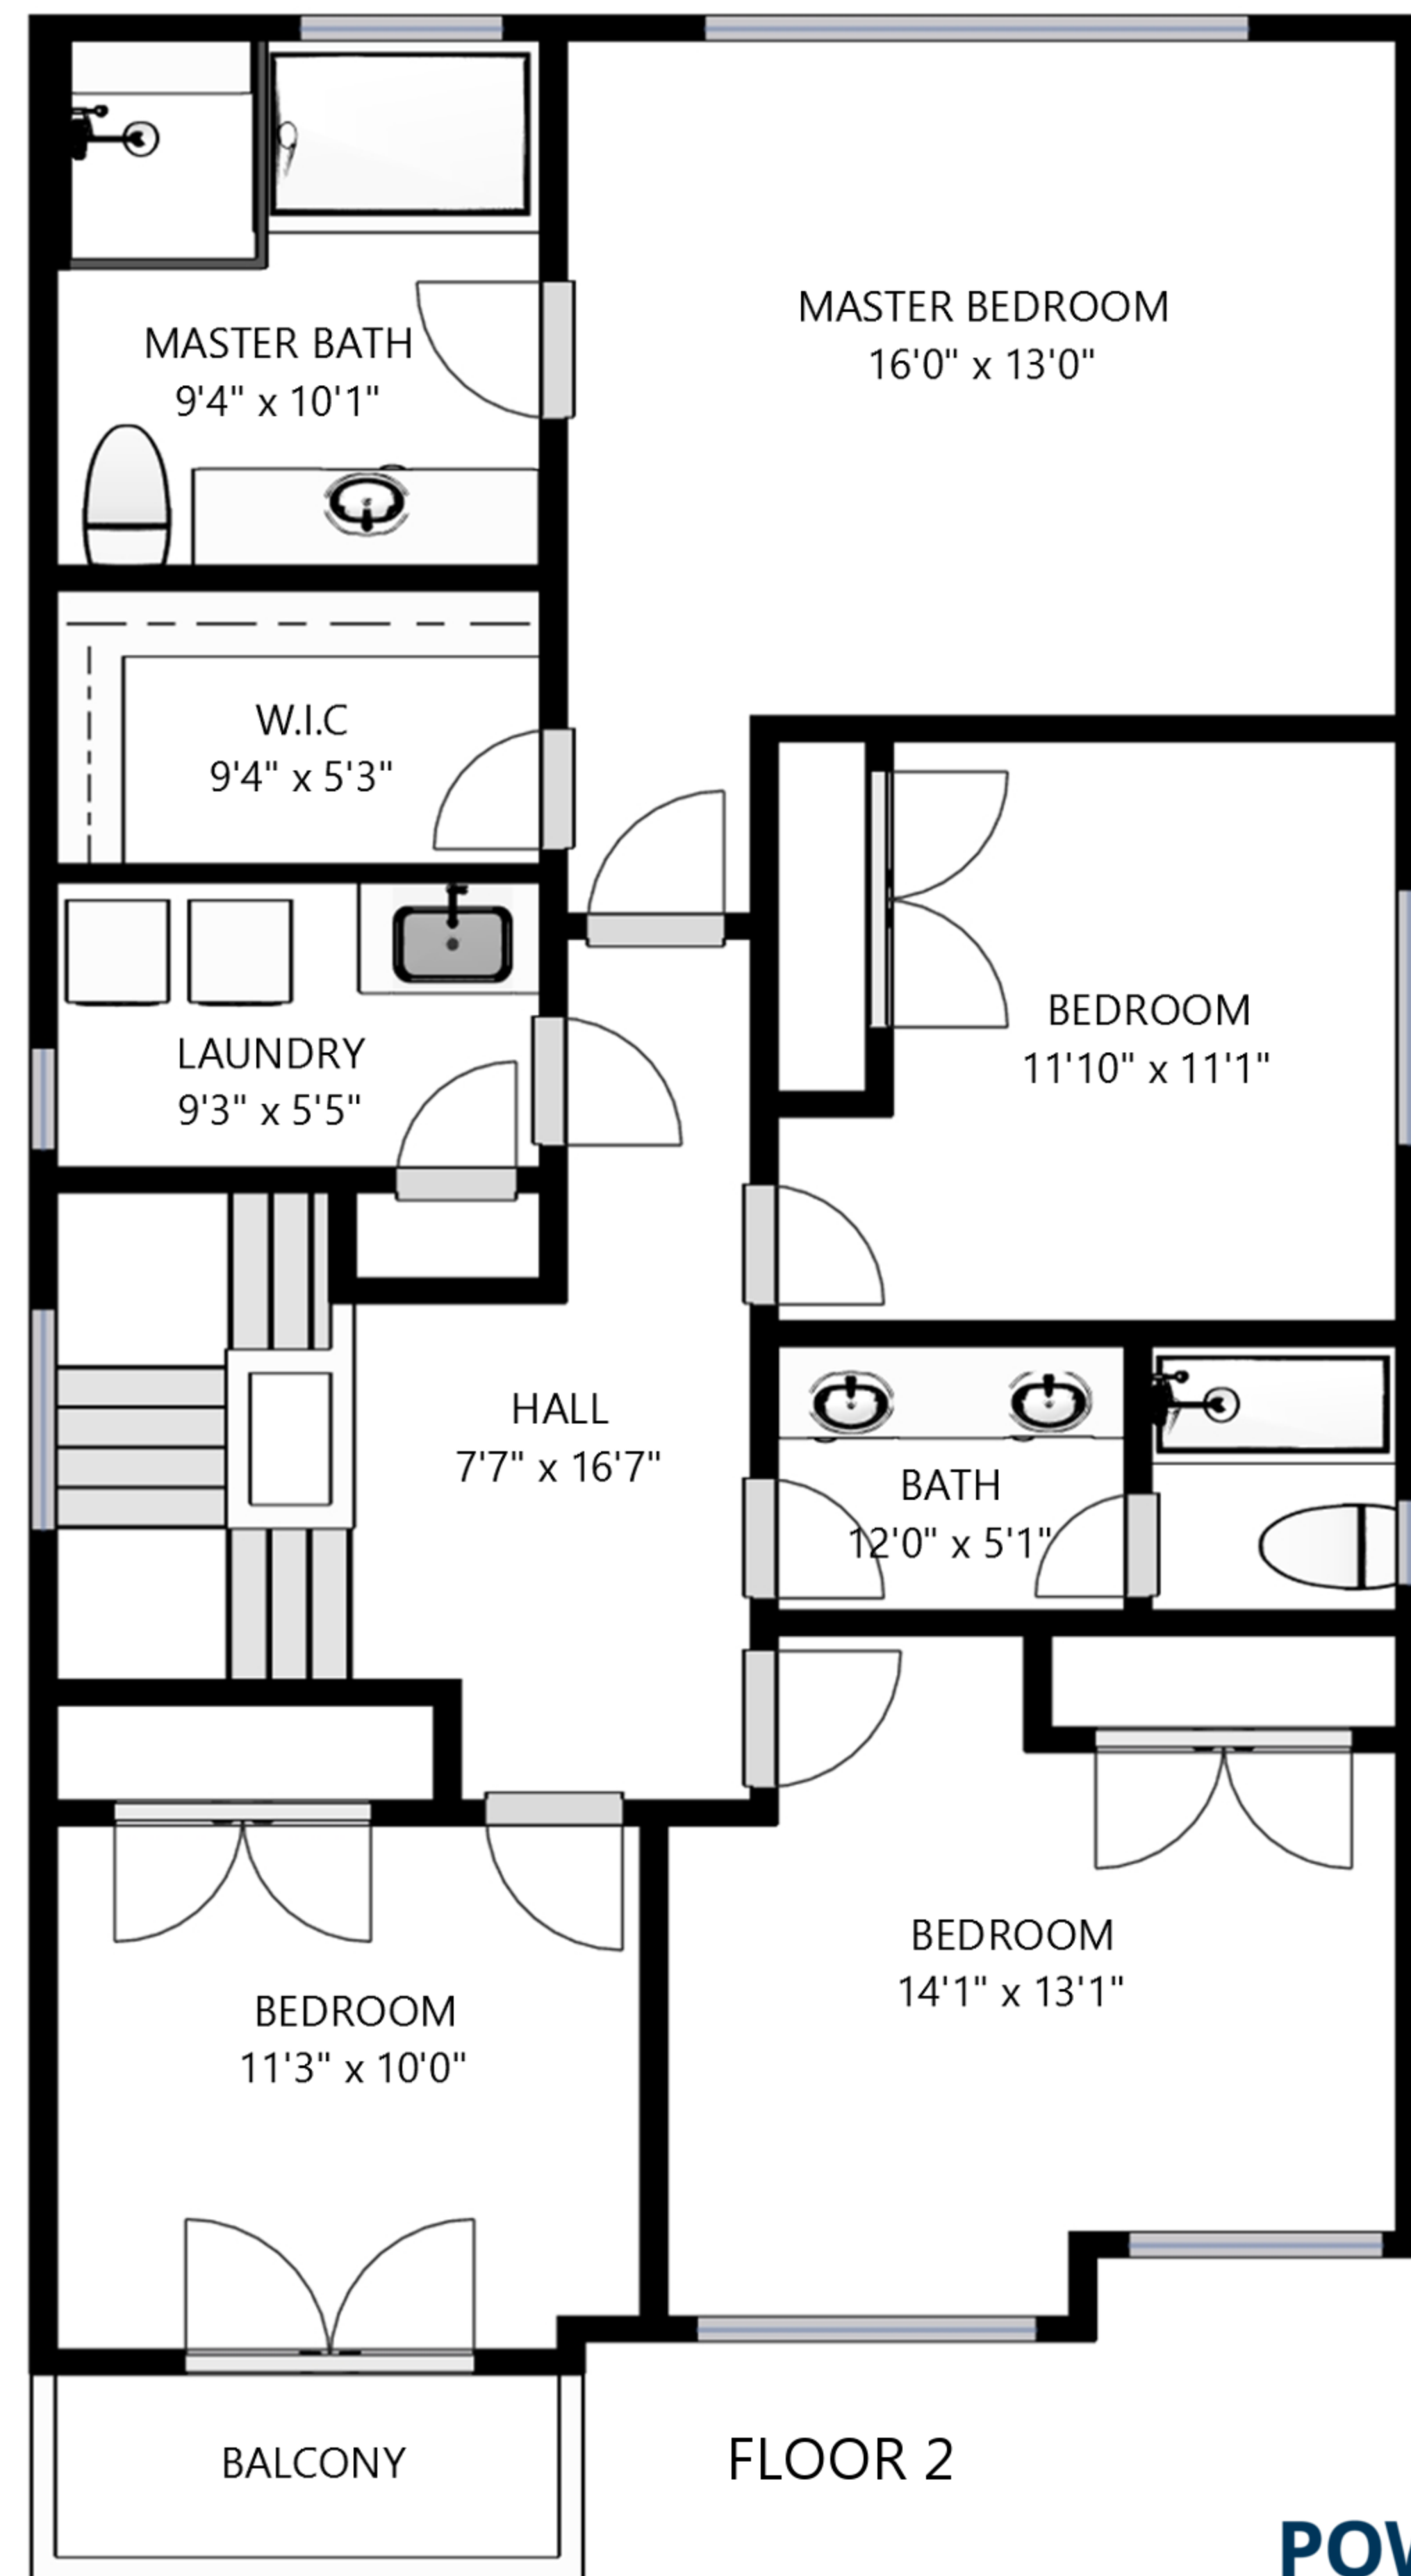 MASTER BATH
9'4" x 10'1"
MASTER BEDROOM
16'0" x 13'0"
W.I.C
9'4" x 5'3"
LAUNDRY
9'3" x 5'5"
BEDROOM
11'10" x 11'1"
HALL
7'7" x 16'7"
BATH
12'0" x 5'1"
BEDROOM
14'1" x 13'1"
BEDROOM
11'3" x 10'0"
BALCONY
FLOOR 2